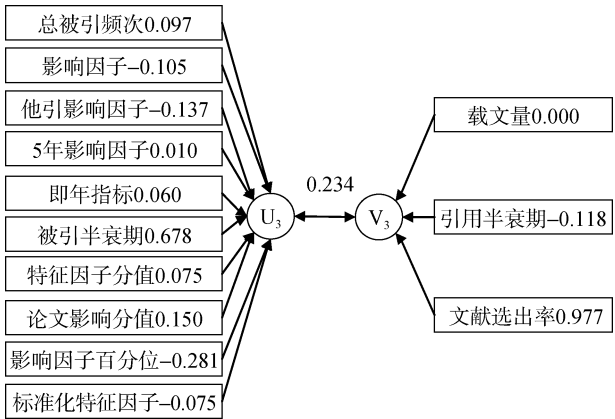 总被引频次0.097
影响因子−0.105
他引影响因子−0.137
5年影响因子0.010
即年指标0.060
被引半衰期0.678
特征因子分值0.075
论文影响分值0.150
影响因子百分位−0.281
标准化特征因子−0.075
U₃
0.234
V₃
载文量0.000
引用半衰期−0.118
文献选出率0.977